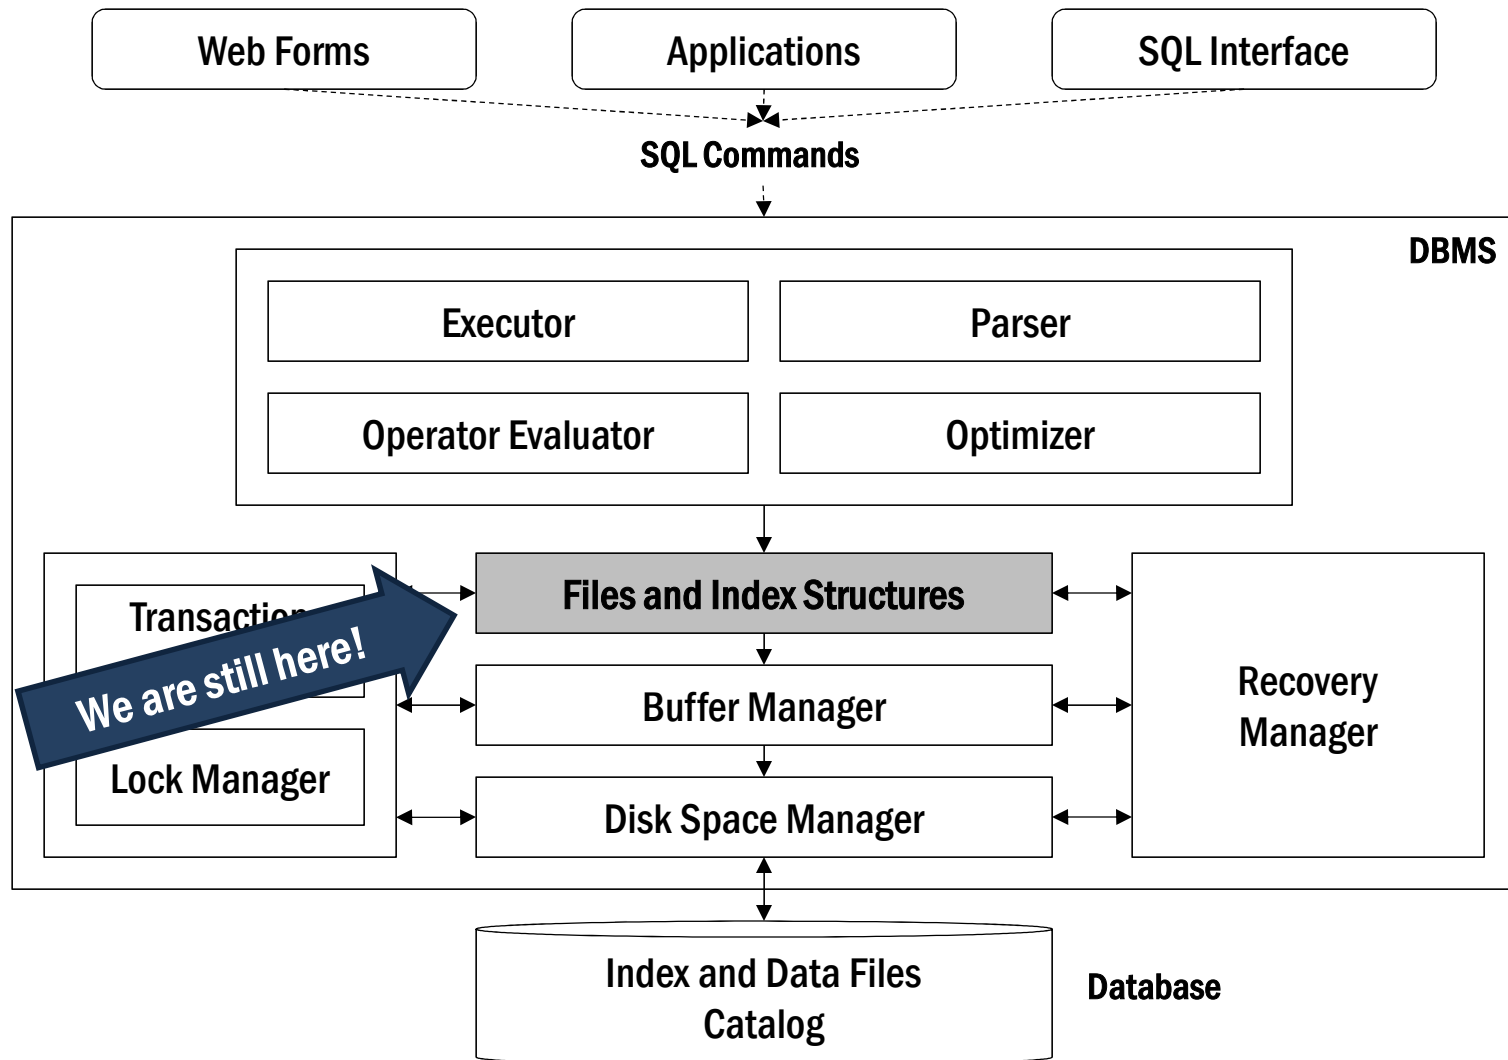 Web Forms
Applications
SQL Interface
SQL Commands
DBMS
Executor
Parser
Operator Evaluator
Optimizer
Files and Index Structures
Transaction
We are still here!
Buffer Manager
Recovery
Manager
Lock Manager
Disk Space Manager
Index and Data Files
Catalog
Database